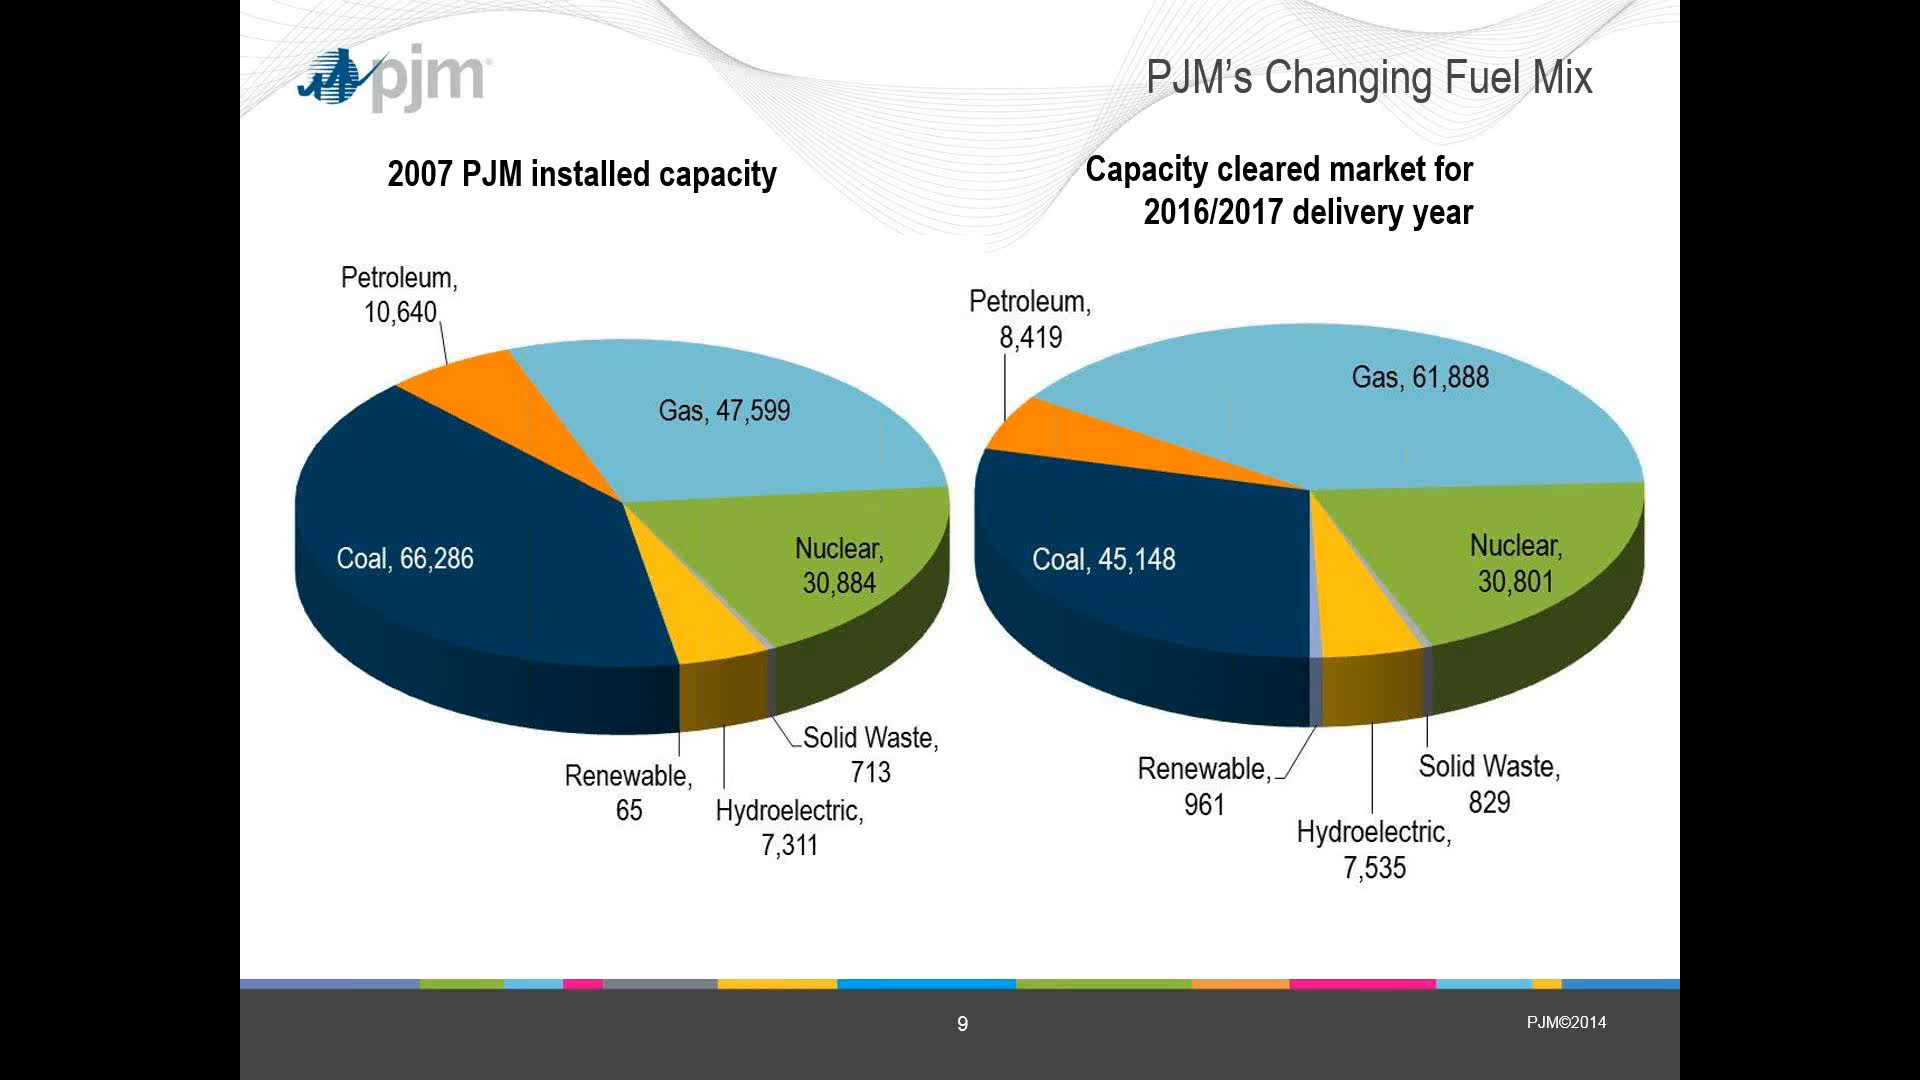 pjm
PJM's Changing Fuel Mix
2007 PJM installed capacity
Capacity cleared market for
2016/2017 delivery year
Petroleum,
10,640
Gas, 47,599
Coal, 66,286
Nuclear,
30,884
Solid Waste,
713
Renewable,
65
Hydroelectric,
7,311
Petroleum,
8,419
Gas, 61,888
Coal, 45,148
Nuclear,
30,801
Renewable,
961
Solid Waste,
829
Hydroelectric,
7,535
9
PJM©2014